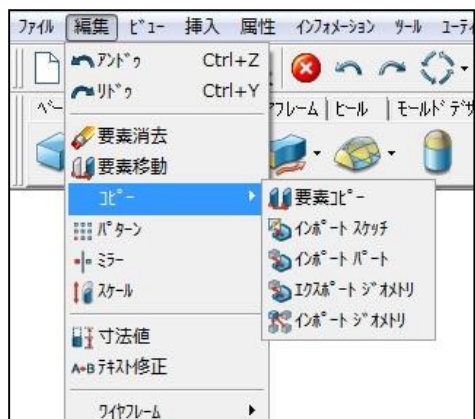 ファイル 編集 ビュー 挿入 属性 インフォメーション ツール ユーティ
アンドゥ Ctrl+Z
リドゥ Ctrl+Y
ベー フレーム ヒール モールドデザ
要素消去
要素移動
コピー 要素コピー
パターン インポート スケッチ
ミラー インポート パート
スケール エクスポート ジオメトリ
インポート ジオメトリ
寸法値
A→B テキスト修正
ワイヤフレーム